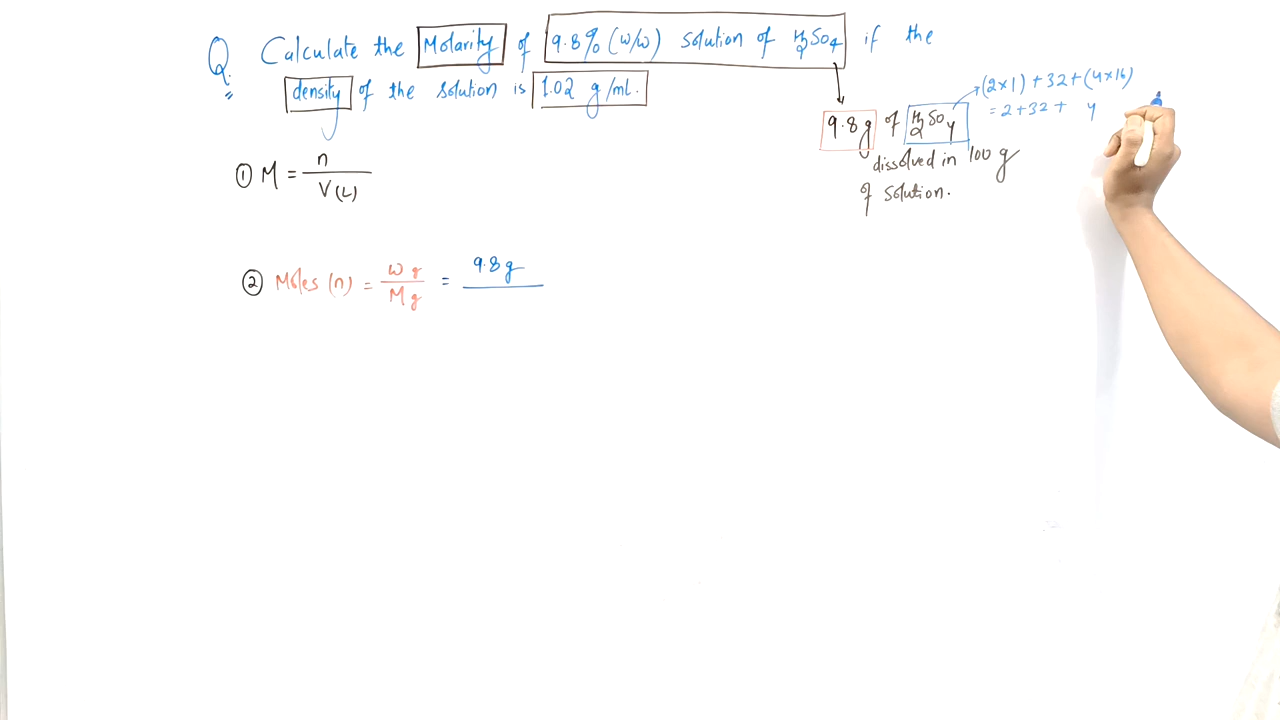 Q. Calculate the Molarity of 9.8% (w/w) solution of H2SO4 if the
density of the solution is 1.02 g/ml.
9.8g of H2SO4
dissolved in 100 g
of solution.
(2×1) + 32 + (4×16)
= 2 + 32 +
① M = n / V(L)
② Moles (n) = W g / M g = 9.8 g